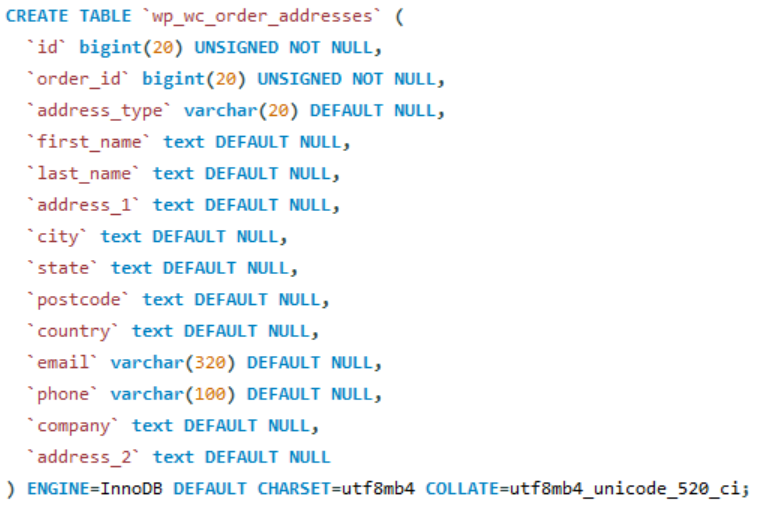 CREATE TABLE `wp_wc_order_addresses` (
  `id` bigint(20) UNSIGNED NOT NULL,
  `order_id` bigint(20) UNSIGNED NOT NULL,
  `address_type` varchar(20) DEFAULT NULL,
  `first_name` text DEFAULT NULL,
  `last_name` text DEFAULT NULL,
  `address_1` text DEFAULT NULL,
  `city` text DEFAULT NULL,
  `state` text DEFAULT NULL,
  `postcode` text DEFAULT NULL,
  `country` text DEFAULT NULL,
  `email` varchar(320) DEFAULT NULL,
  `phone` varchar(100) DEFAULT NULL,
  `company` text DEFAULT NULL,
  `address_2` text DEFAULT NULL
) ENGINE=InnoDB DEFAULT CHARSET=utf8mb4 COLLATE=utf8mb4_unicode_520_ci;